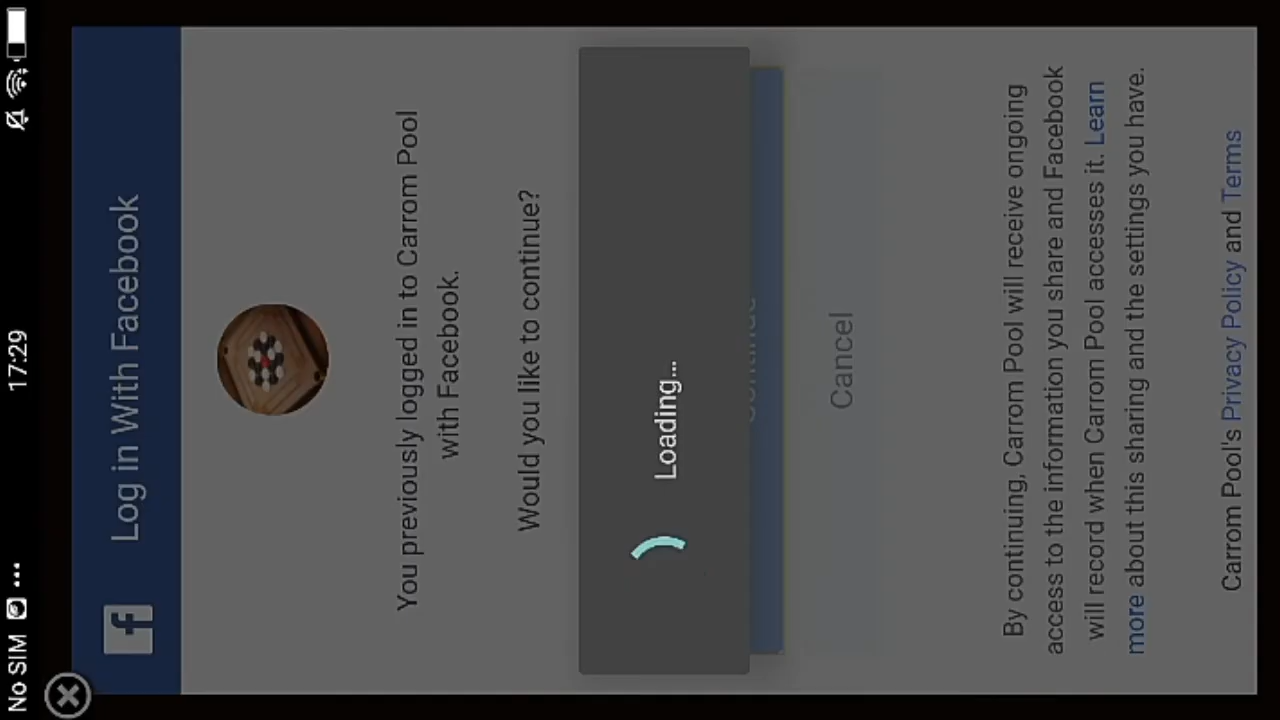 No SIM
17:29
Log in With Facebook
You previously logged in to Carrom Pool
with Facebook.
Would you like to continue?
Loading...
Continue
Cancel
By continuing, Carrom Pool will receive ongoing
access to the information you share and Facebook
will record when Carrom Pool accesses it. Learn
more about this sharing and the settings you have.
Carrom Pool's Privacy Policy and Terms